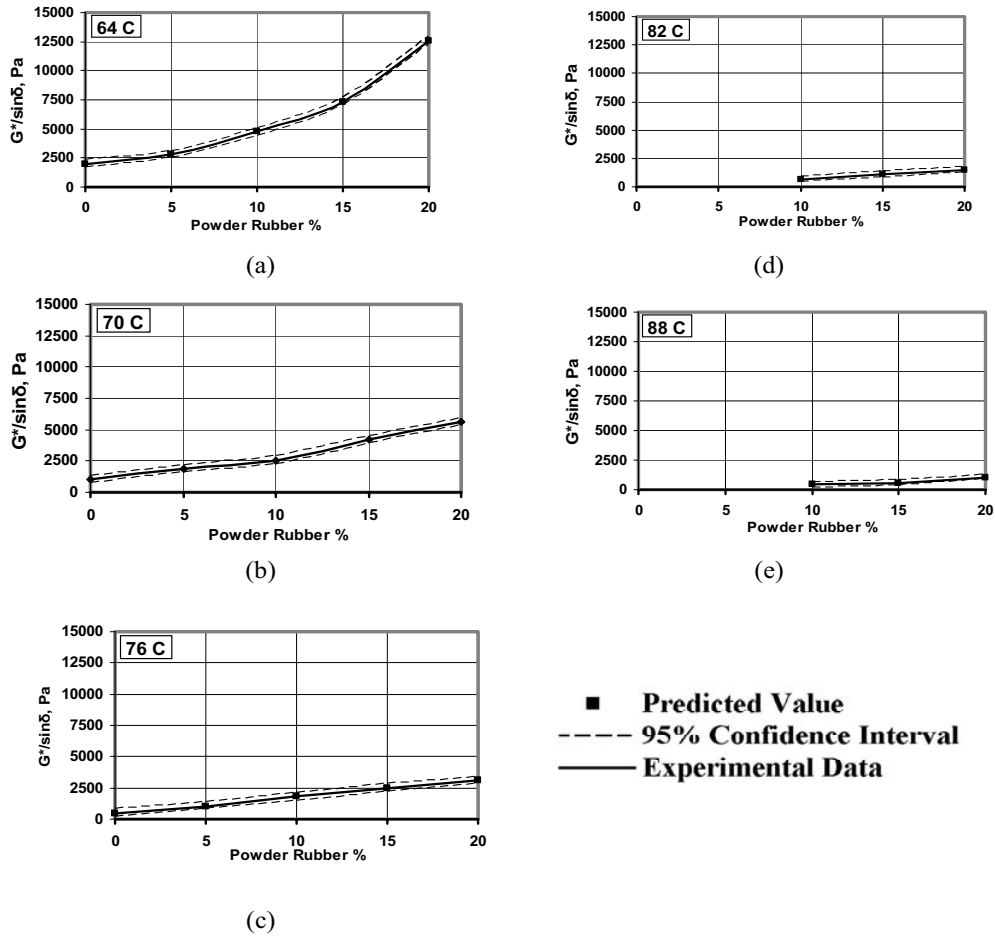 64 C
15000
12500
10000
7500
5000
2500
0
G*/sinδ, Pa
0 5 10 15 20
Powder Rubber %
(a)
70 C
15000
12500
10000
7500
5000
2500
0
G*/sinδ, Pa
0 5 10 15 20
Powder Rubber %
(b)
76 C
15000
12500
10000
7500
5000
2500
0
G*/sinδ, Pa
0 5 10 15 20
Powder Rubber %
(c)
82 C
15000
12500
10000
7500
5000
2500
0
G*/sinδ, Pa
0 5 10 15 20
Powder Rubber %
(d)
88 C
15000
12500
10000
7500
5000
2500
0
G*/sinδ, Pa
0 5 10 15 20
Powder Rubber %
(e)
Predicted Value
95% Confidence Interval
Experimental Data